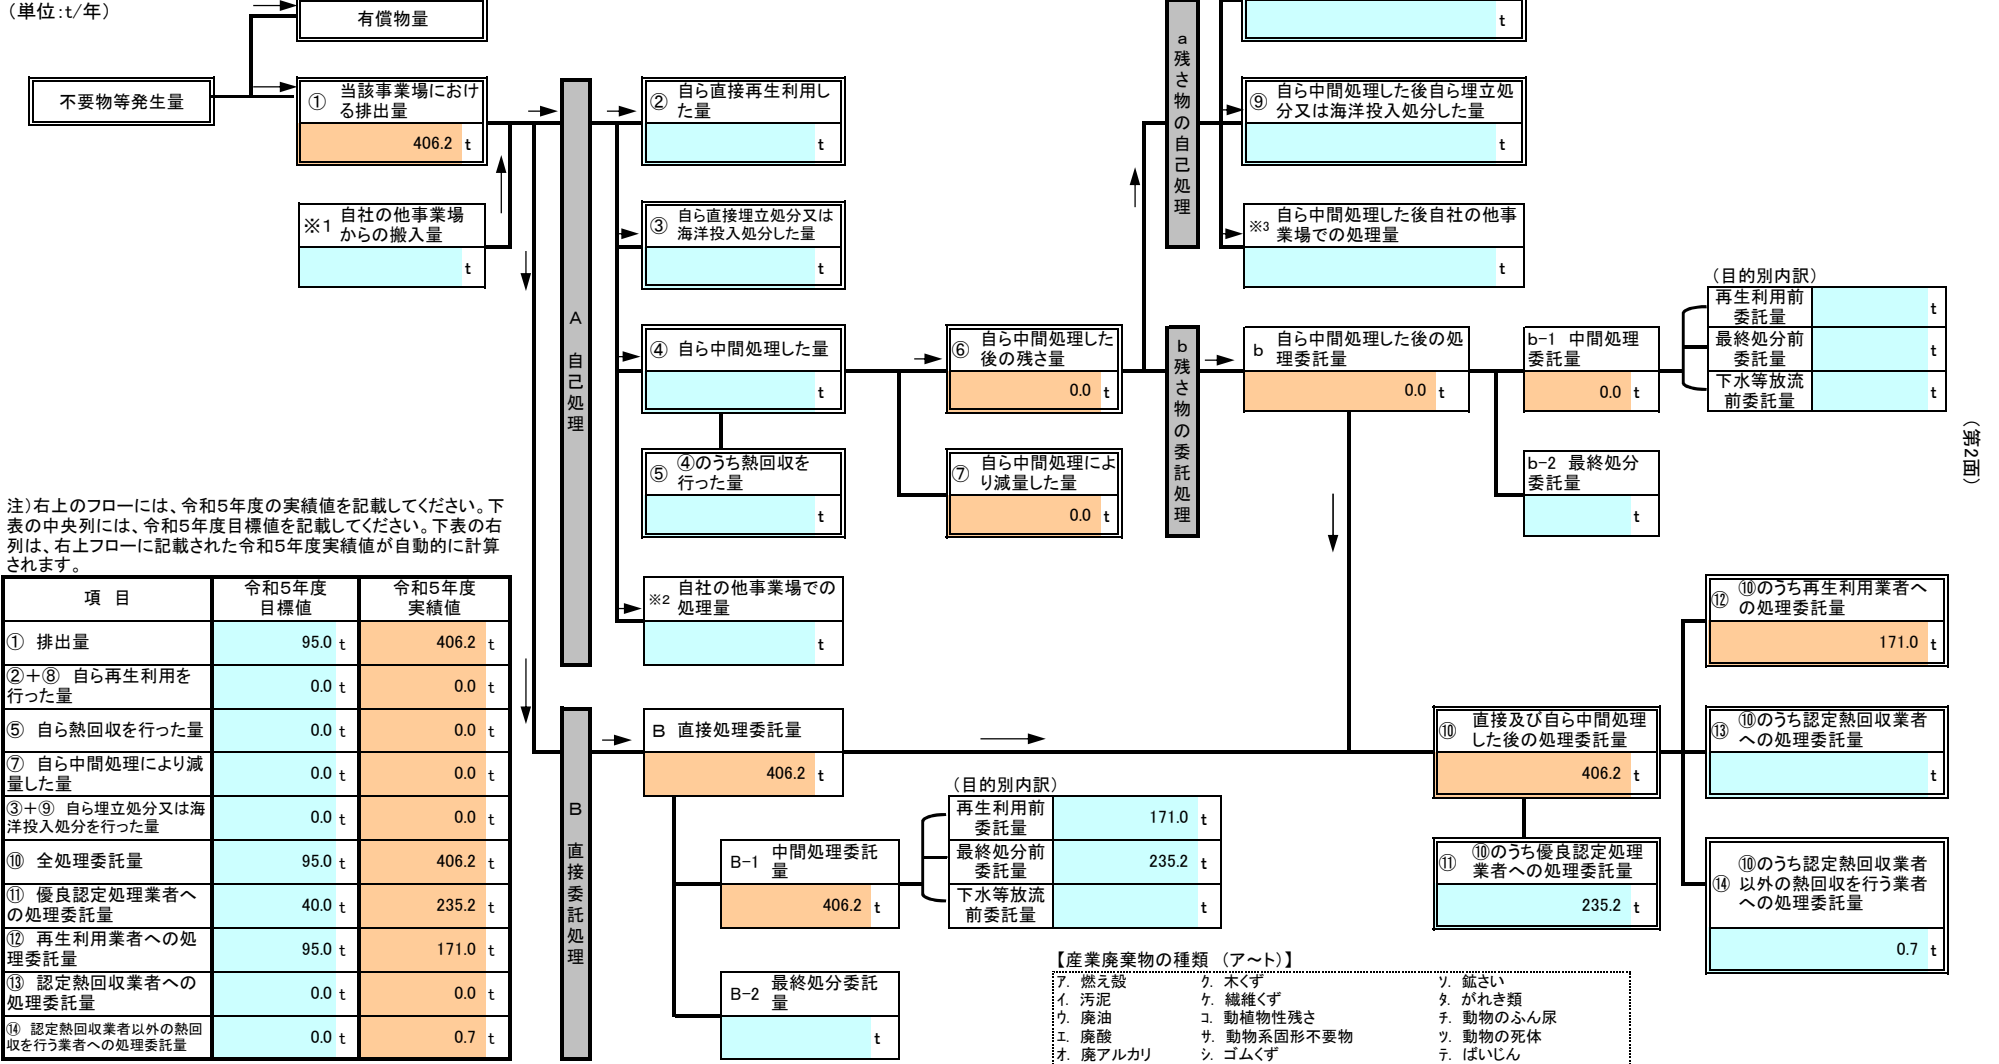 （単位:t/年）
有償物量
不要物等発生量
① 当該事業場におけ
る排出量
406.2 t
※1 自社の他事業場
からの搬入量
t
A 自己処理
② 自ら直接再生利用し
た量
t
③ 自ら直接埋立処分又は
海洋投入処分した量
t
④ 自ら中間処理した量
t
⑤ ④のうち熱回収を
行った量
t
※2 自社の他事業場での
処理量
t
⑥ 自ら中間処理した
後の残さ量
0.0 t
⑦ 自ら中間処理によ
り減量した量
0.0 t
a残さ物の自己処理
t
⑨ 自ら中間処理した後自ら埋立処
分又は海洋投入処分した量
t
※3 自ら中間処理した後自社の他事
業場での処理量
t
b残さ物の委託処理
b 自ら中間処理した後の処
理委託量
0.0 t
b-1 中間処理
委託量
0.0 t
b-2 最終処分
委託量
t
（目的別内訳）
再生利用前
委託量 t
最終処分前
委託量 t
下水等放流
前委託量 t
（第2面）
注）右上のフローには、令和5年度の実績値を記載してください。下
表の中央列には、令和5年度目標値を記載してください。下表の右
列は、右上フローに記載された令和5年度実績値が自動的に計算
されます。
項 目 令和5年度
目標値 令和5年度
実績値
① 排出量 95.0 t 406.2 t
②+⑧ 自ら再生利用を
行った量 0.0 t 0.0 t
⑤ 自ら熱回収を行った量 0.0 t 0.0 t
⑦ 自ら中間処理により減
量した量 0.0 t 0.0 t
③+⑨ 自ら埋立処分又は海
洋投入処分を行った量 0.0 t 0.0 t
⑩ 全処理委託量 95.0 t 406.2 t
⑪ 優良認定処理業者へ
の処理委託量 40.0 t 235.2 t
⑫ 再生利用業者への処
理委託量 95.0 t 171.0 t
⑬ 認定熱回収業者への
処理委託量 0.0 t 0.0 t
⑭ 認定熱回収業者以外の熱回
収を行う業者への処理委託量 0.0 t 0.7 t
B 直接委託処理
B 直接処理委託量
406.2 t
B-1 中間処理委託
量
406.2 t
B-2 最終処分委託
量
t
（目的別内訳）
再生利用前
委託量 171.0 t
最終処分前
委託量 235.2 t
下水等放流
前委託量 t
⑩ 直接及び自ら中間処理
した後の処理委託量
406.2 t
⑪ ⑩のうち優良認定処理
業者への処理委託量
235.2 t
⑫ ⑩のうち再生利用業者へ
の処理委託量
171.0 t
⑬ ⑩のうち認定熱回収業者
への処理委託量
t
⑭ ⑩のうち認定熱回収業者
以外の熱回収を行う業者
への処理委託量
0.7 t
【産業廃棄物の種類 （ア～ト）】
ア. 燃え殻 ク. 木くず ソ. 鉱さい
イ. 汚泥 ケ. 繊維くず タ. がれき類
ウ. 廃油 コ. 動植物性残さ チ. 動物のふん尿
エ. 廃酸 サ. 動物系固形不要物 ツ. 動物の死体
オ. 廃アルカリ シ. ゴムくず テ. ばいじん